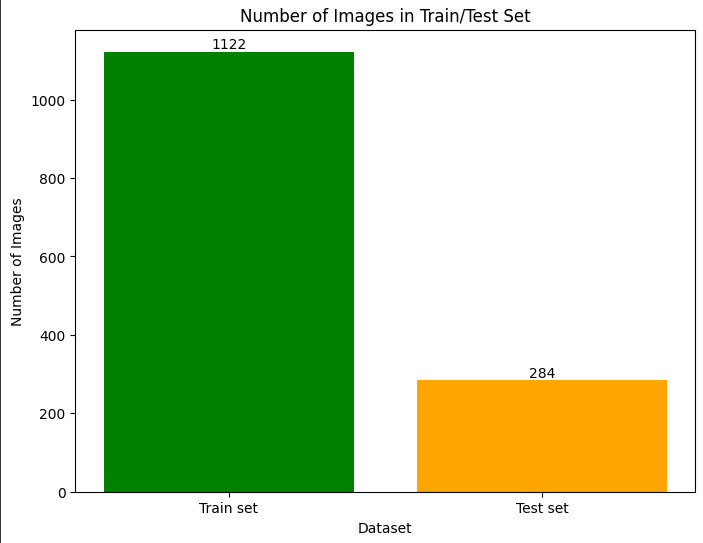 Number of Images in Train/Test Set
1122
284
Number of Images
1000
800
600
400
200
0
Train set
Test set
Dataset